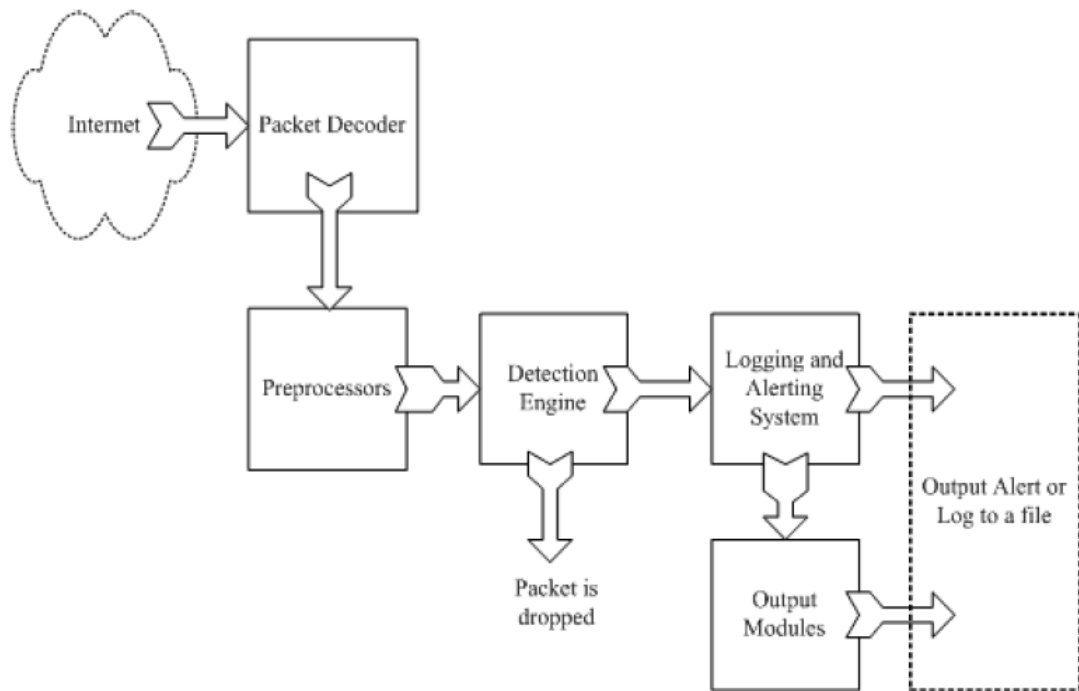 Internet
Packet Decoder
Preprocessors
Detection
Engine
Logging and
Alerting
System
Output Alert or
Log to a file
Packet is
dropped
Output
Modules